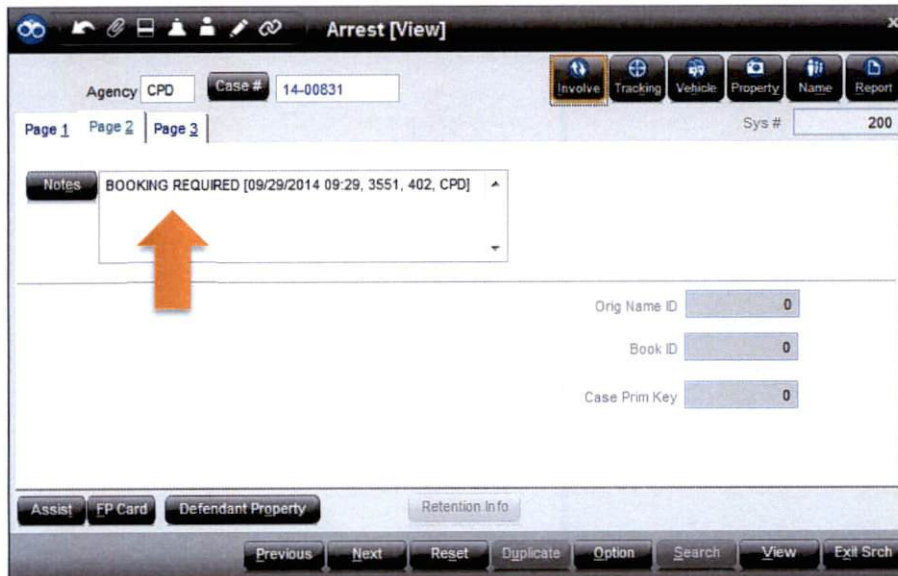 Arrest [View]
x
Agency CPD Case # 14-00831
Involve Tracking Vehicle Property Name Report
Page 1 Page 2 Page 3
Sys # 200
Notes BOOKING REQUIRED [09/29/2014 09:29, 3551, 402, CPD]
Orig Name ID 0
Book ID 0
Case Prim Key 0
Assist FP Card Defendant Property Retention Info
Previous Next Reset Duplicate Option Search View Exit Srch